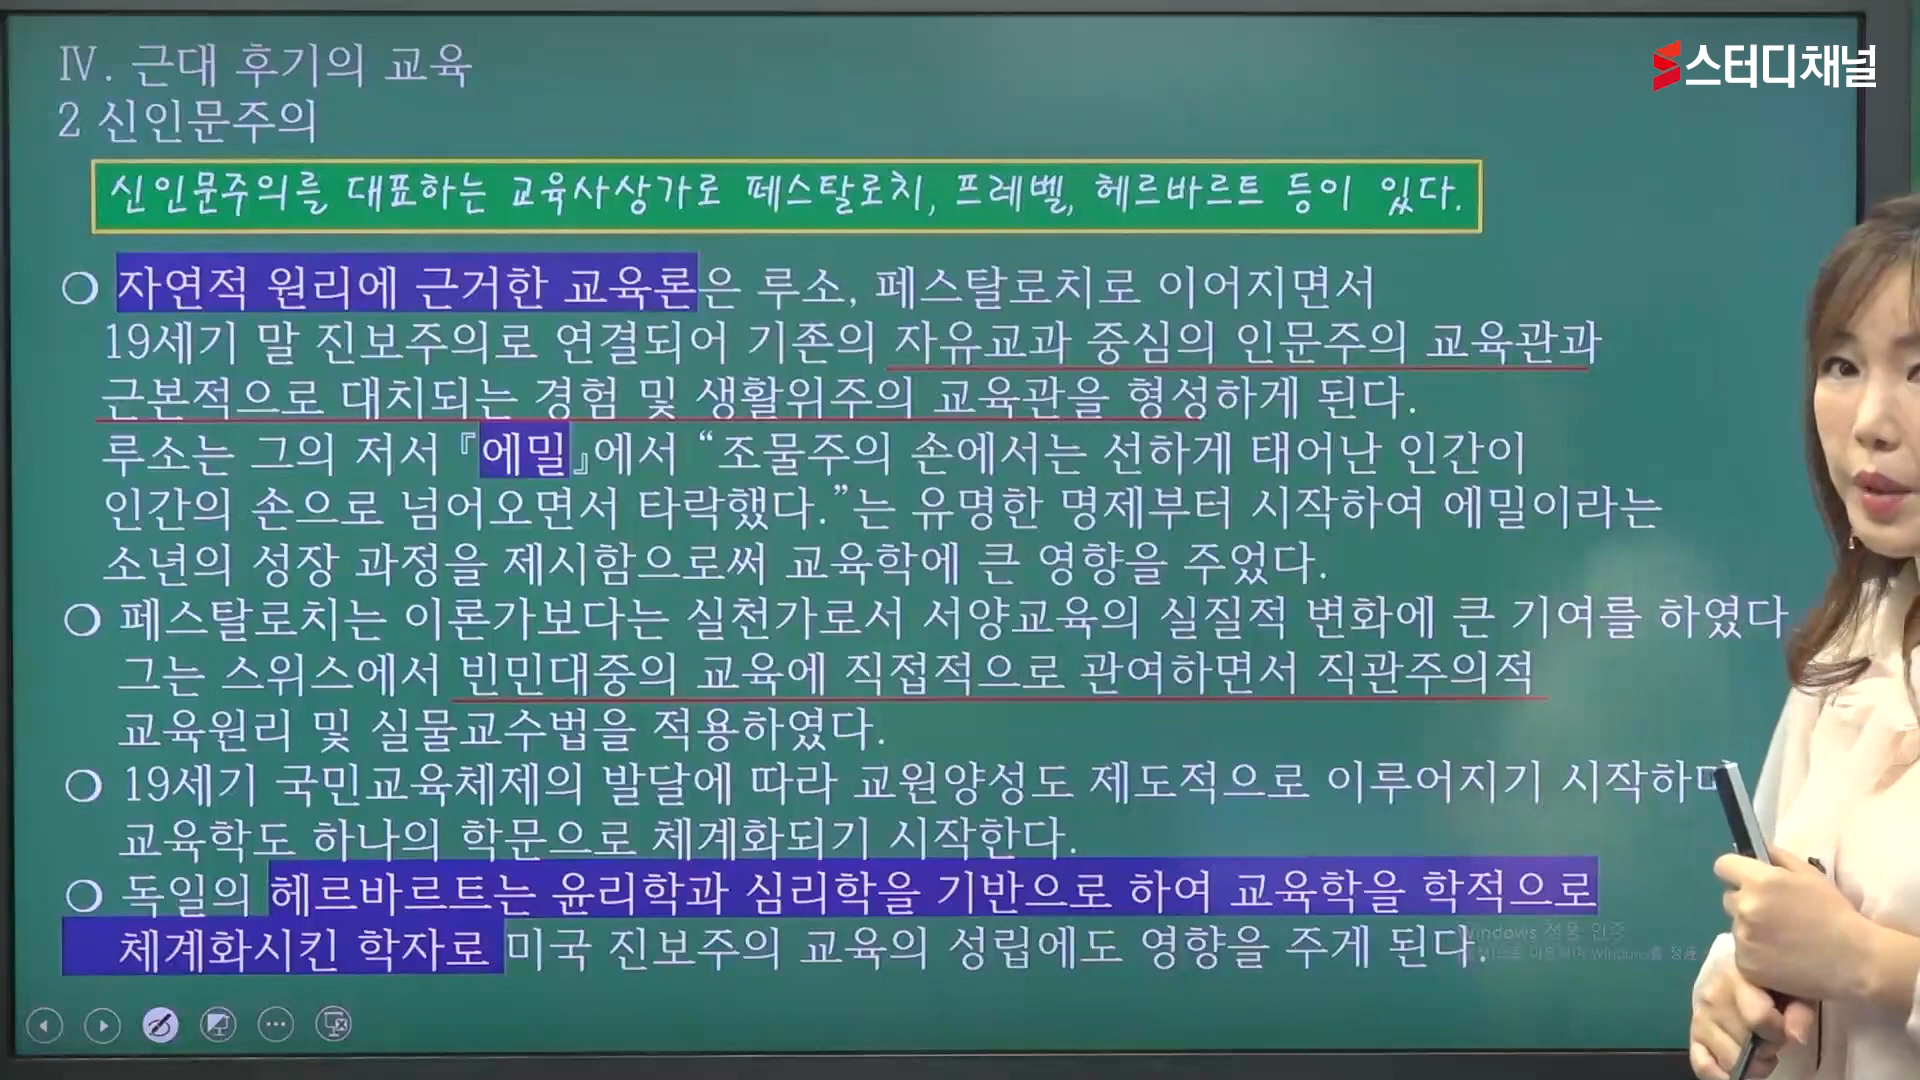 스터디채널
Ⅳ. 근대 후기의 교육
2 신인문주의
신인문주의를 대표하는 교육사상가로 페스탈로치, 프레벨, 헤르바르트 등이 있다.
❍ 자연적 원리에 근거한 교육론은 루소, 페스탈로치로 이어지면서
19세기 말 진보주의로 연결되어 기존의 자유교과 중심의 인문주의 교육관과
근본적으로 대치되는 경험 및 생활위주의 교육관을 형성하게 된다.
루소는 그의 저서 『에밀』에서 “조물주의 손에서는 선하게 태어난 인간이
인간의 손으로 넘어오면서 타락했다.”는 유명한 명제부터 시작하여 에밀이라는
소년의 성장 과정을 제시함으로써 교육학에 큰 영향을 주었다.
❍ 페스탈로치는 이론가보다는 실천가로서 서양교육의 실질적 변화에 큰 기여를 하였다
그는 스위스에서 빈민대중의 교육에 직접적으로 관여하면서 직관주의적
교육원리 및 실물교수법을 적용하였다.
❍ 19세기 국민교육체제의 발달에 따라 교원양성도 제도적으로 이루어지기
교육학도 하나의 학문으로 체계화되기 시작한다.
❍ 독일의 헤르바르트는 윤리학과 심리학을 기반으로 하여 교육학을 학적으로
체계화시킨 학자로 미국 진보주의 교육의 성립에도 영향을 주게 된다.
Windows 정품 인증